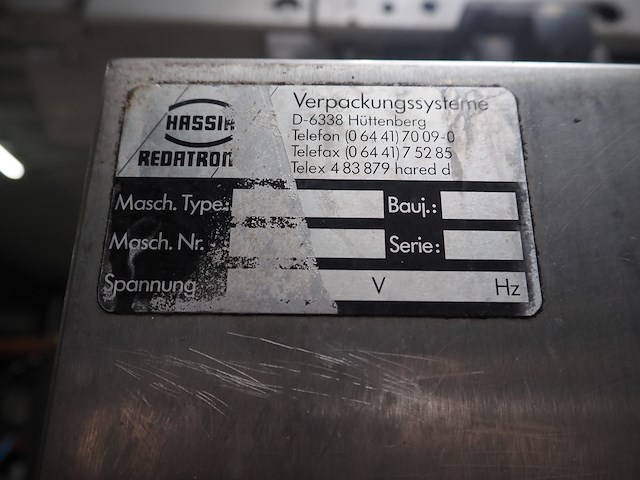 HASSIA
REDATRON
Verpackungssysteme
D-6338 Hüttenberg
Telefon (0 64 41) 70 09-0
Telefax (0 64 41) 7 52 85
Telex 4 83 879 hared d
Masch. Type: Bauj.:
Masch. Nr. Serie:
Spannung V Hz